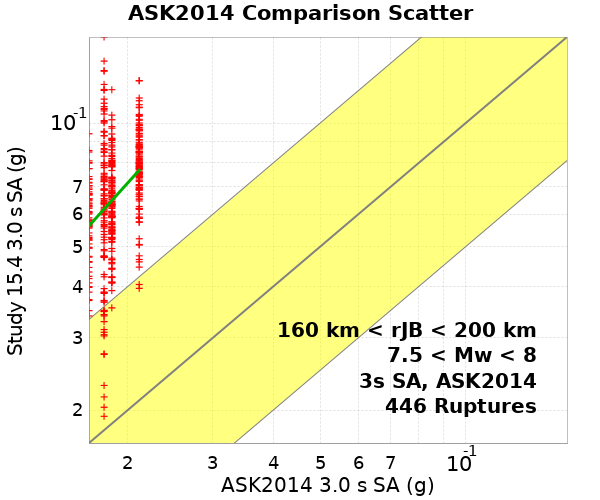 ASK2014 Comparison Scatter
Study 15.4 3.0 s SA (g)
10-1
7
6
5
4
3
2
160 km < rJB < 200 km
7.5 < Mw < 8
3s SA, ASK2014
446 Ruptures
2 3 4 5 6 7 10-1
ASK2014 3.0 s SA (g)